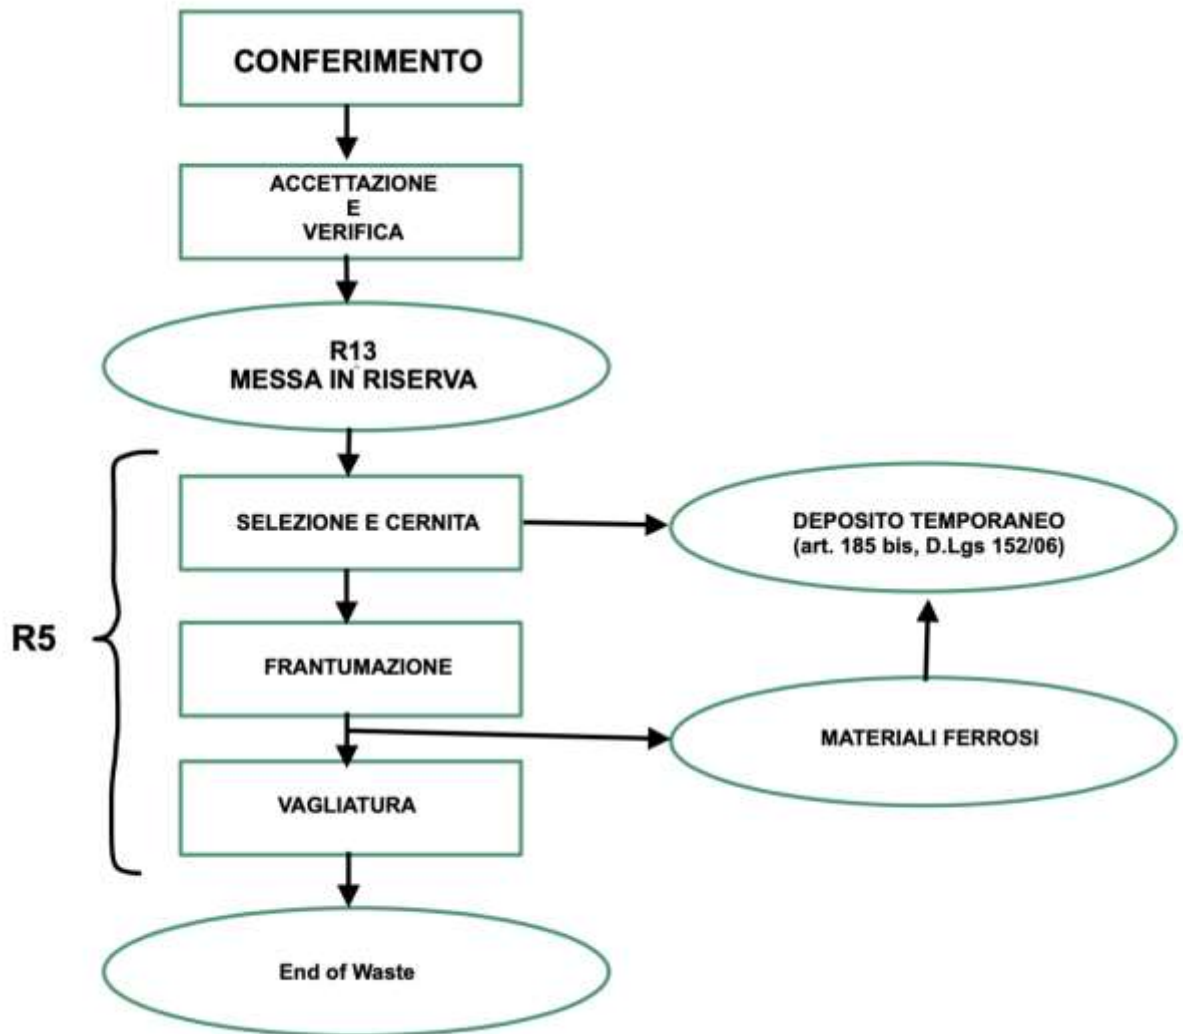 CONFERIMENTO
ACCETTAZIONE
E
VERIFICA
R13
MESSA IN RISERVA
SELEZIONE E CERNITA
DEPOSITO TEMPORANEO
(art. 185 bis, D.Lgs 152/06)
R5
FRANTUMAZIONE
MATERIALI FERROSI
VAGLIATURA
End of Waste